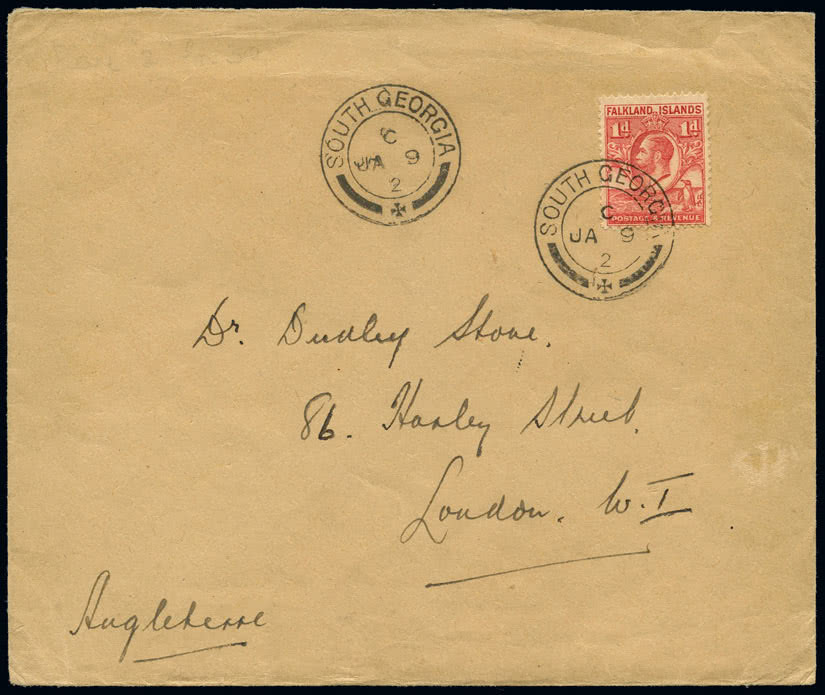 SOUTH GEORGIA
C
JA 9
2
FALKLAND ISLANDS
1d 1d
POSTAGE & REVENUE
SOUTH GEORGIA
C
JA 9
2
Dr. Dudley Stone.
86. Harley Street,
London. W.I
Angleterre